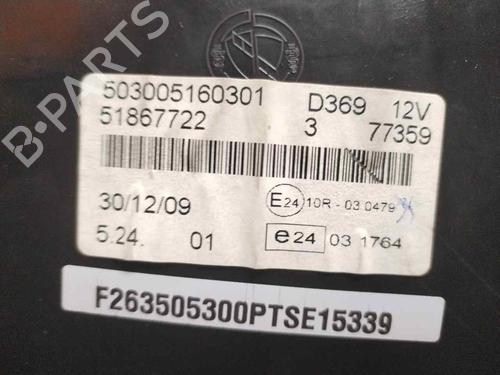 B-PARTS
503005160301 D369 12V
51867722 3 77359
30/12/09 E24 10R - 03 0479
5.24. 01 e24 03 1764
F263505300PTSE15339